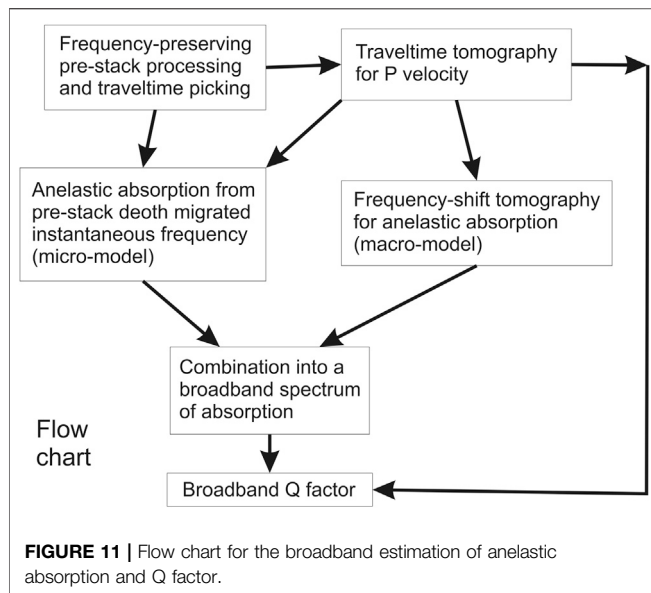 Frequency-preserving
pre-stack processing
and traveltime picking
Traveltime tomography
for P velocity
Anelastic absorption from
pre-stack deoth migrated
instantaneous frequency
(micro-model)
Frequency-shift tomography
for anelastic absorption
(macro-model)
Combination into a
broadband spectrum
of absorption
Flow
chart
Broadband Q factor
FIGURE 11 | Flow chart for the broadband estimation of anelastic
absorption and Q factor.